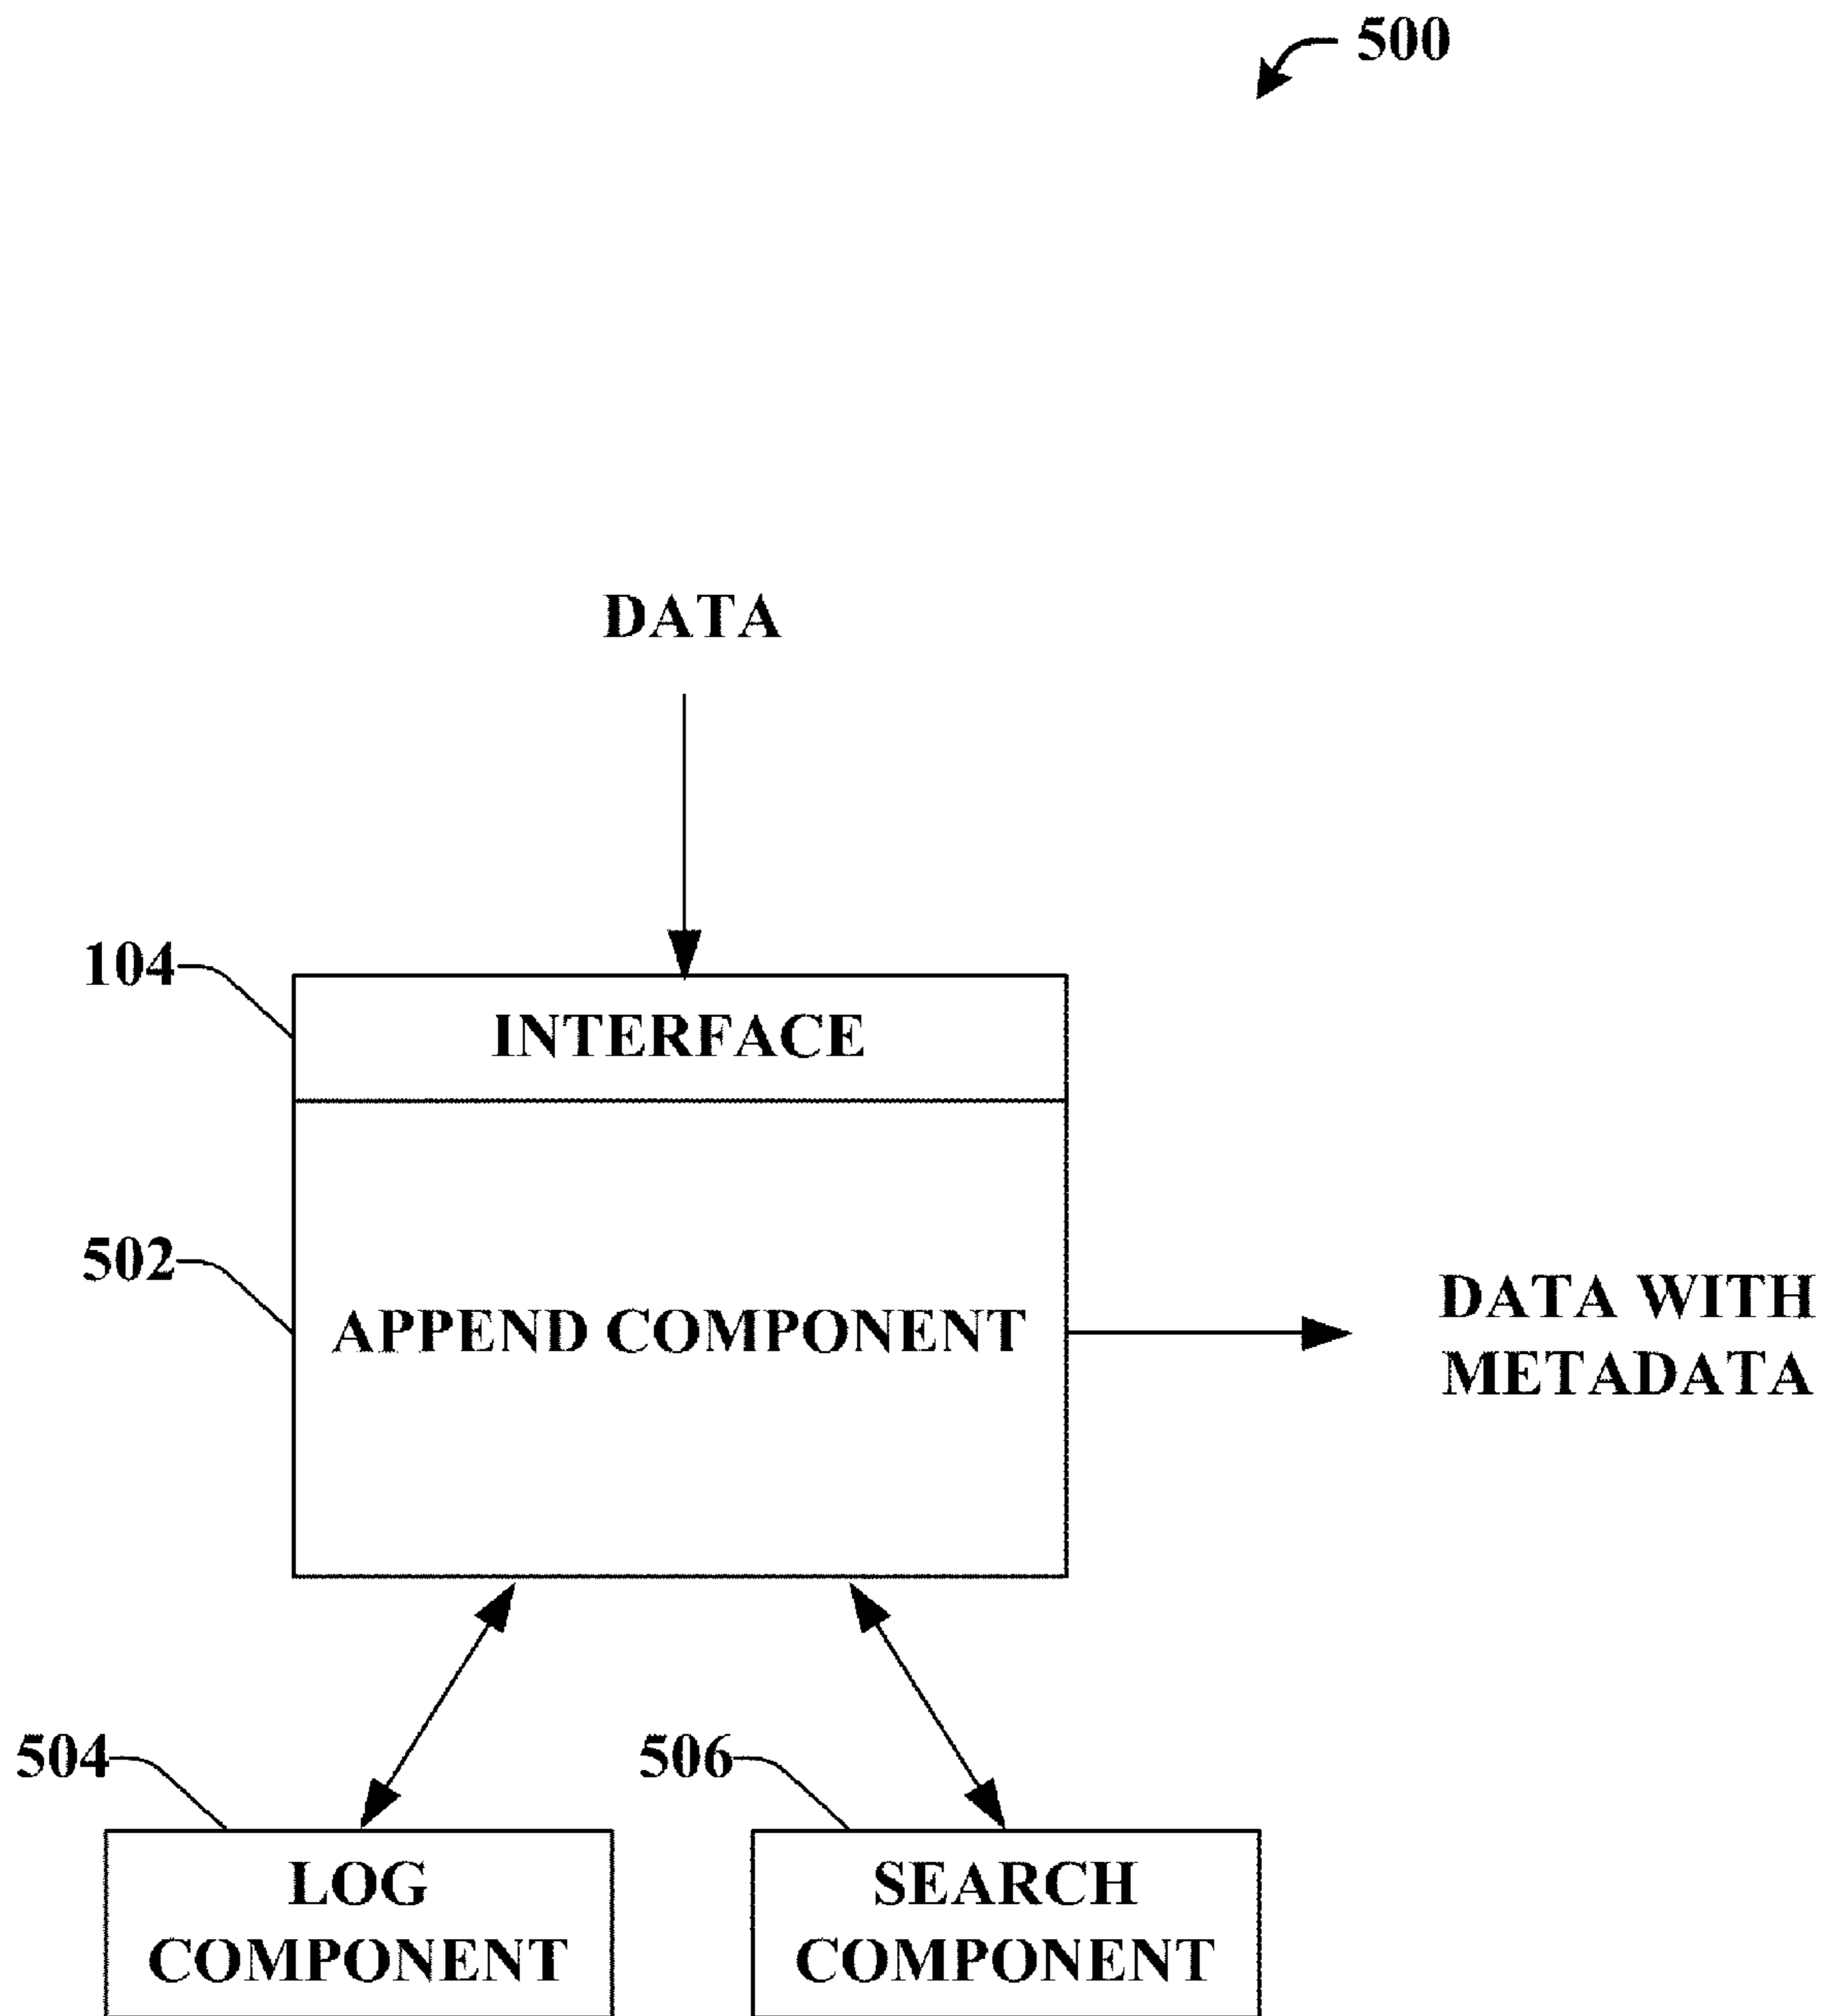 500
DATA
104
INTERFACE
502
APPEND COMPONENT
DATA WITH
METADATA
504
506
LOG
COMPONENT
SEARCH
COMPONENT